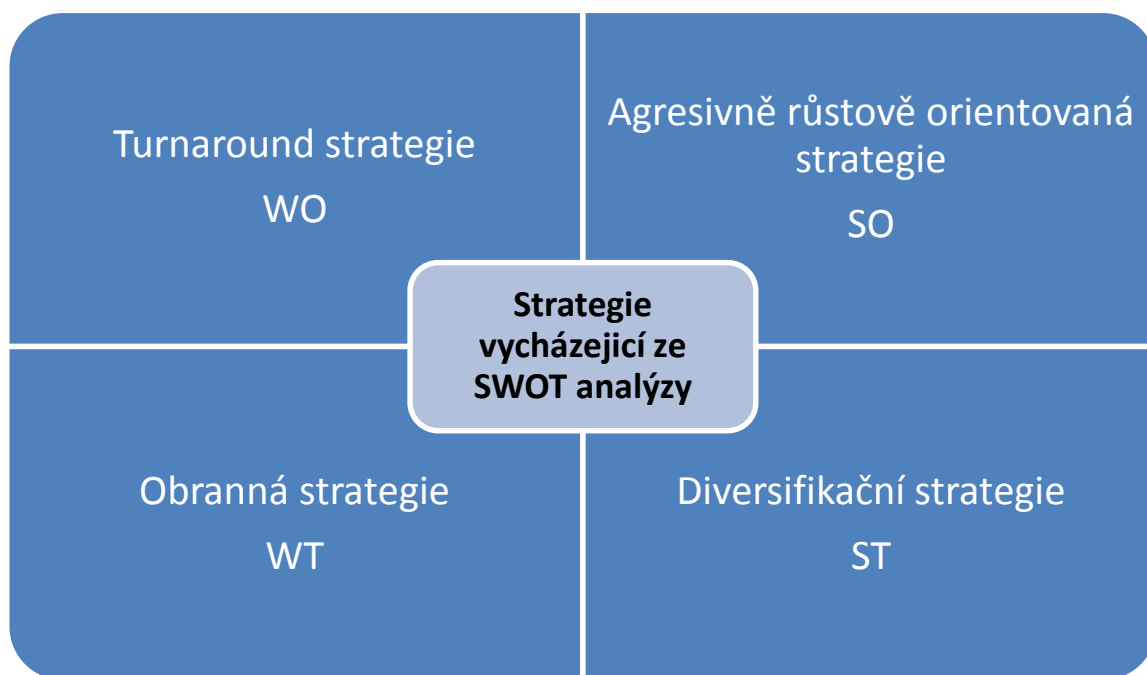 Turnaround strategie
WO
Agresivně růstově orientovaná
strategie
SO
Strategie
vycházejicí ze
SWOT analýzy
Obranná strategie
WT
Diversifikační strategie
ST